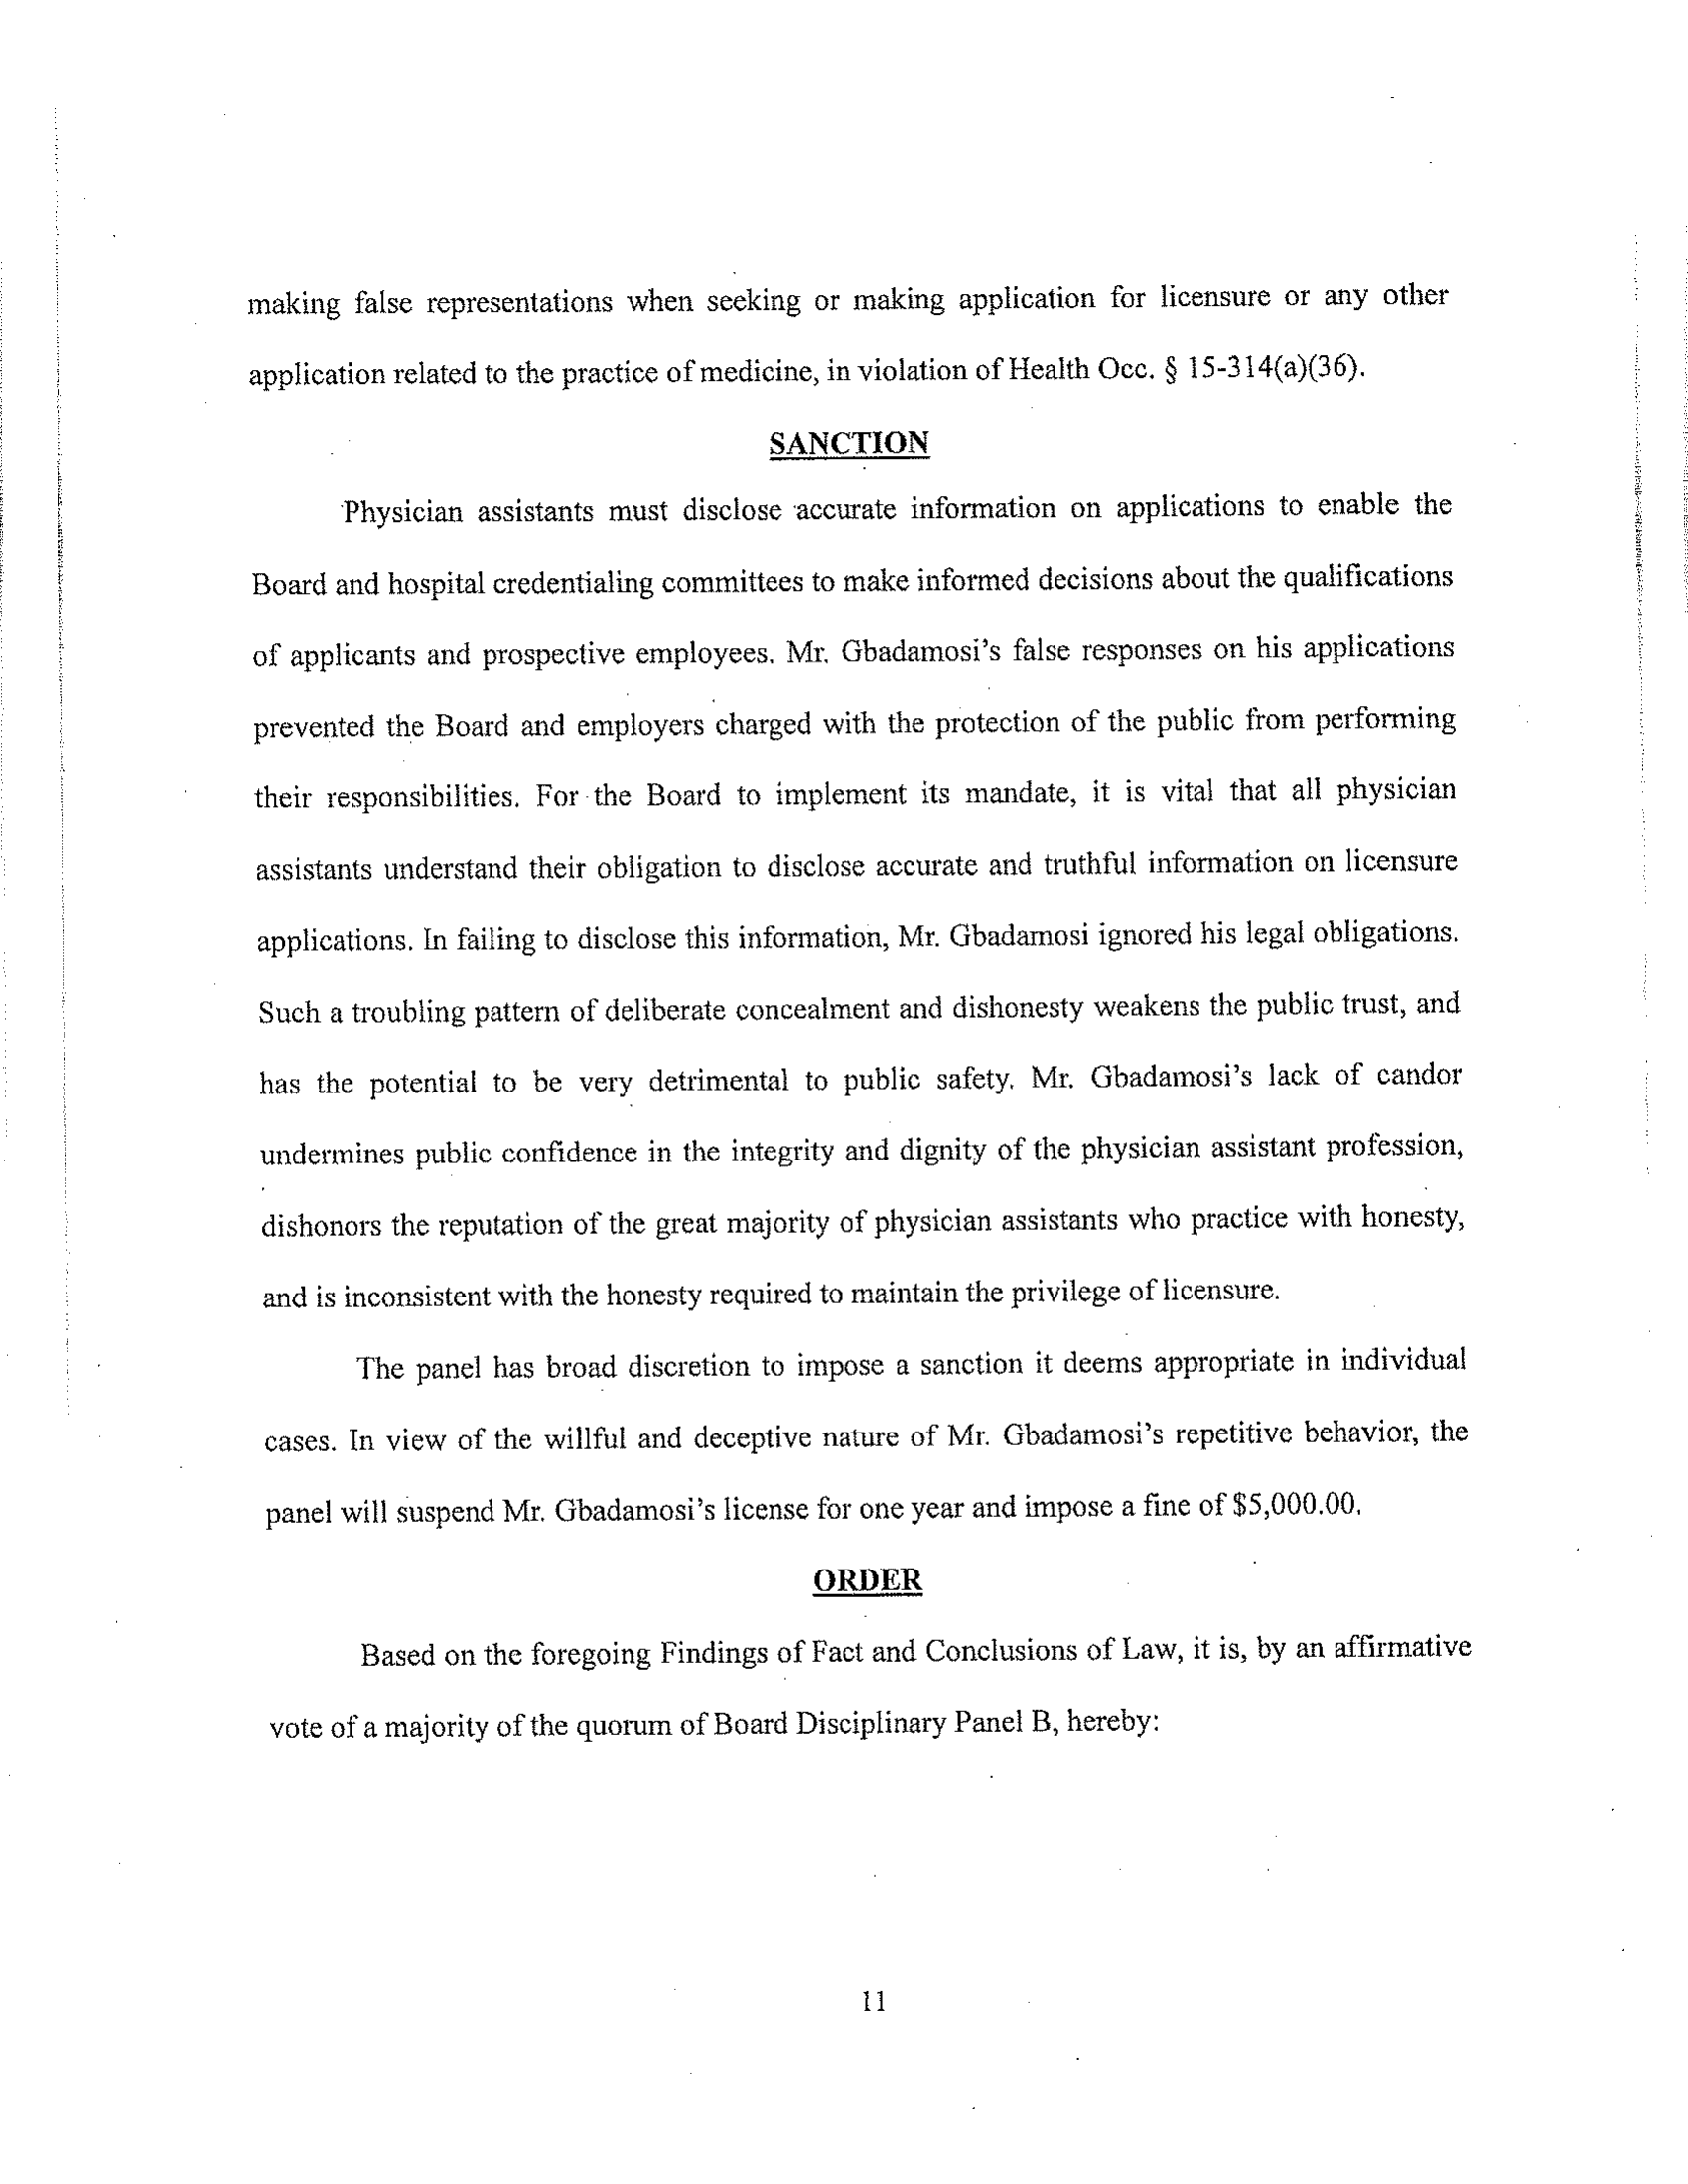 making false representations when seeking or making application for licensure or any other
application related to the practice of medicine, in violation of Health Occ. § 15-314(a)(36).
SANCTION
Physician assistants must disclose accurate information on applications to enable the
Board and hospital credentialing committees to make informed decisions about the qualifications
of applicants and prospective employees. Mr. Gbadamosi's false responses on his applications
prevented the Board and employers charged with the protection of the public from performing
their responsibilities. For the Board to implement its mandate, it is vital that all physician
assistants understand their obligation to disclose accurate and truthful information on licensure
applications. In failing to disclose this information, Mr. Gbadamosi ignored his legal obligations.
Such a troubling pattern of deliberate concealment and dishonesty weakens the public trust, and
has the potential to be very detrimental to public safety. Mr. Gbadamosi's lack of candor
undermines public confidence in the integrity and dignity of the physician assistant profession,
dishonors the reputation of the great majority of physician assistants who practice with honesty,
and is inconsistent with the honesty required to maintain the privilege of licensure.
The panel has broad discretion to impose a sanction it deems appropriate in individual
cases. In view of the willful and deceptive nature of Mr. Gbadamosi's repetitive behavior, the
panel will suspend Mr. Gbadamosi's license for one year and impose a fine of $5,000.00.
ORDER
Based on the foregoing Findings of Fact and Conclusions of Law, it is, by an affirmative
vote of a majority of the quorum of Board Disciplinary Panel B, hereby:
11